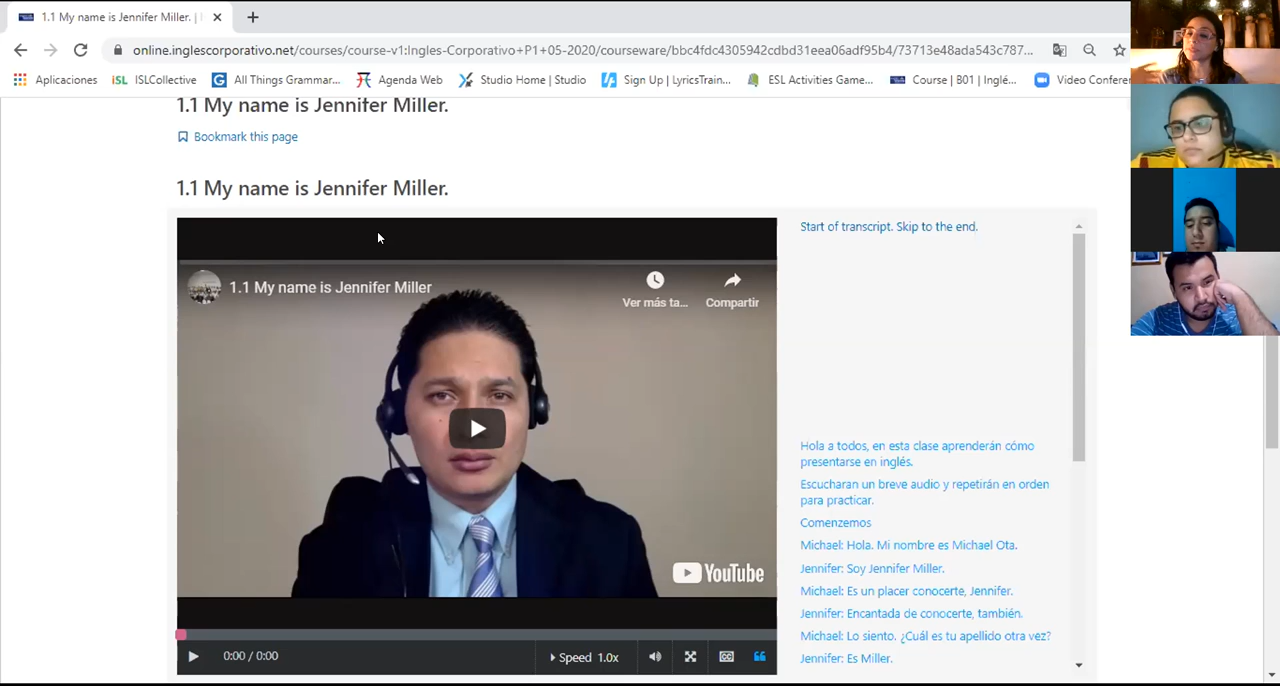 1.1 My name is Jennifer Miller. |
online.inglescorporativo.net/courses/course-v1:Ingles-Corporativo+P1+05-2020/courseware/bbc4fdc4305942cdbd31eea06adf95b4/73713e48ada543c787...
Aplicaciones
iSL ISLCollective
G All Things Grammar...
Agenda Web
Studio Home | Studio
Sign Up | LyricsTrain...
ESL Activities Game...
Course | B01 | Inglé...
Video Conferen
1.1 My name is Jennifer Miller.
Bookmark this page
1.1 My name is Jennifer Miller.
1.1 My name is Jennifer Miller
Ver más ta...
Compartir
YouTube
0:00 / 0:00
Speed 1.0x
CC
Start of transcript. Skip to the end.
Hola a todos, en esta clase aprenderán cómo
presentarse en inglés.
Escucharan un breve audio y repetirán en orden
para practicar.
Comenzemos
Michael: Hola. Mi nombre es Michael Ota.
Jennifer: Soy Jennifer Miller.
Michael: Es un placer conocerte, Jennifer.
Jennifer: Encantada de conocerte, también.
Michael: Lo siento. ¿Cuál es tu apellido otra vez?
Jennifer: Es Miller.